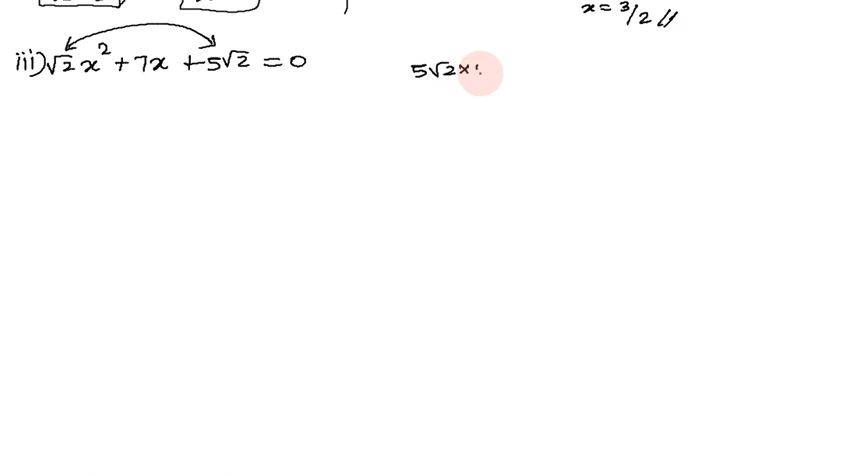 x = 3/2 //
iii) √2 x² + 7x + 5√2 = 0
5√2 ×